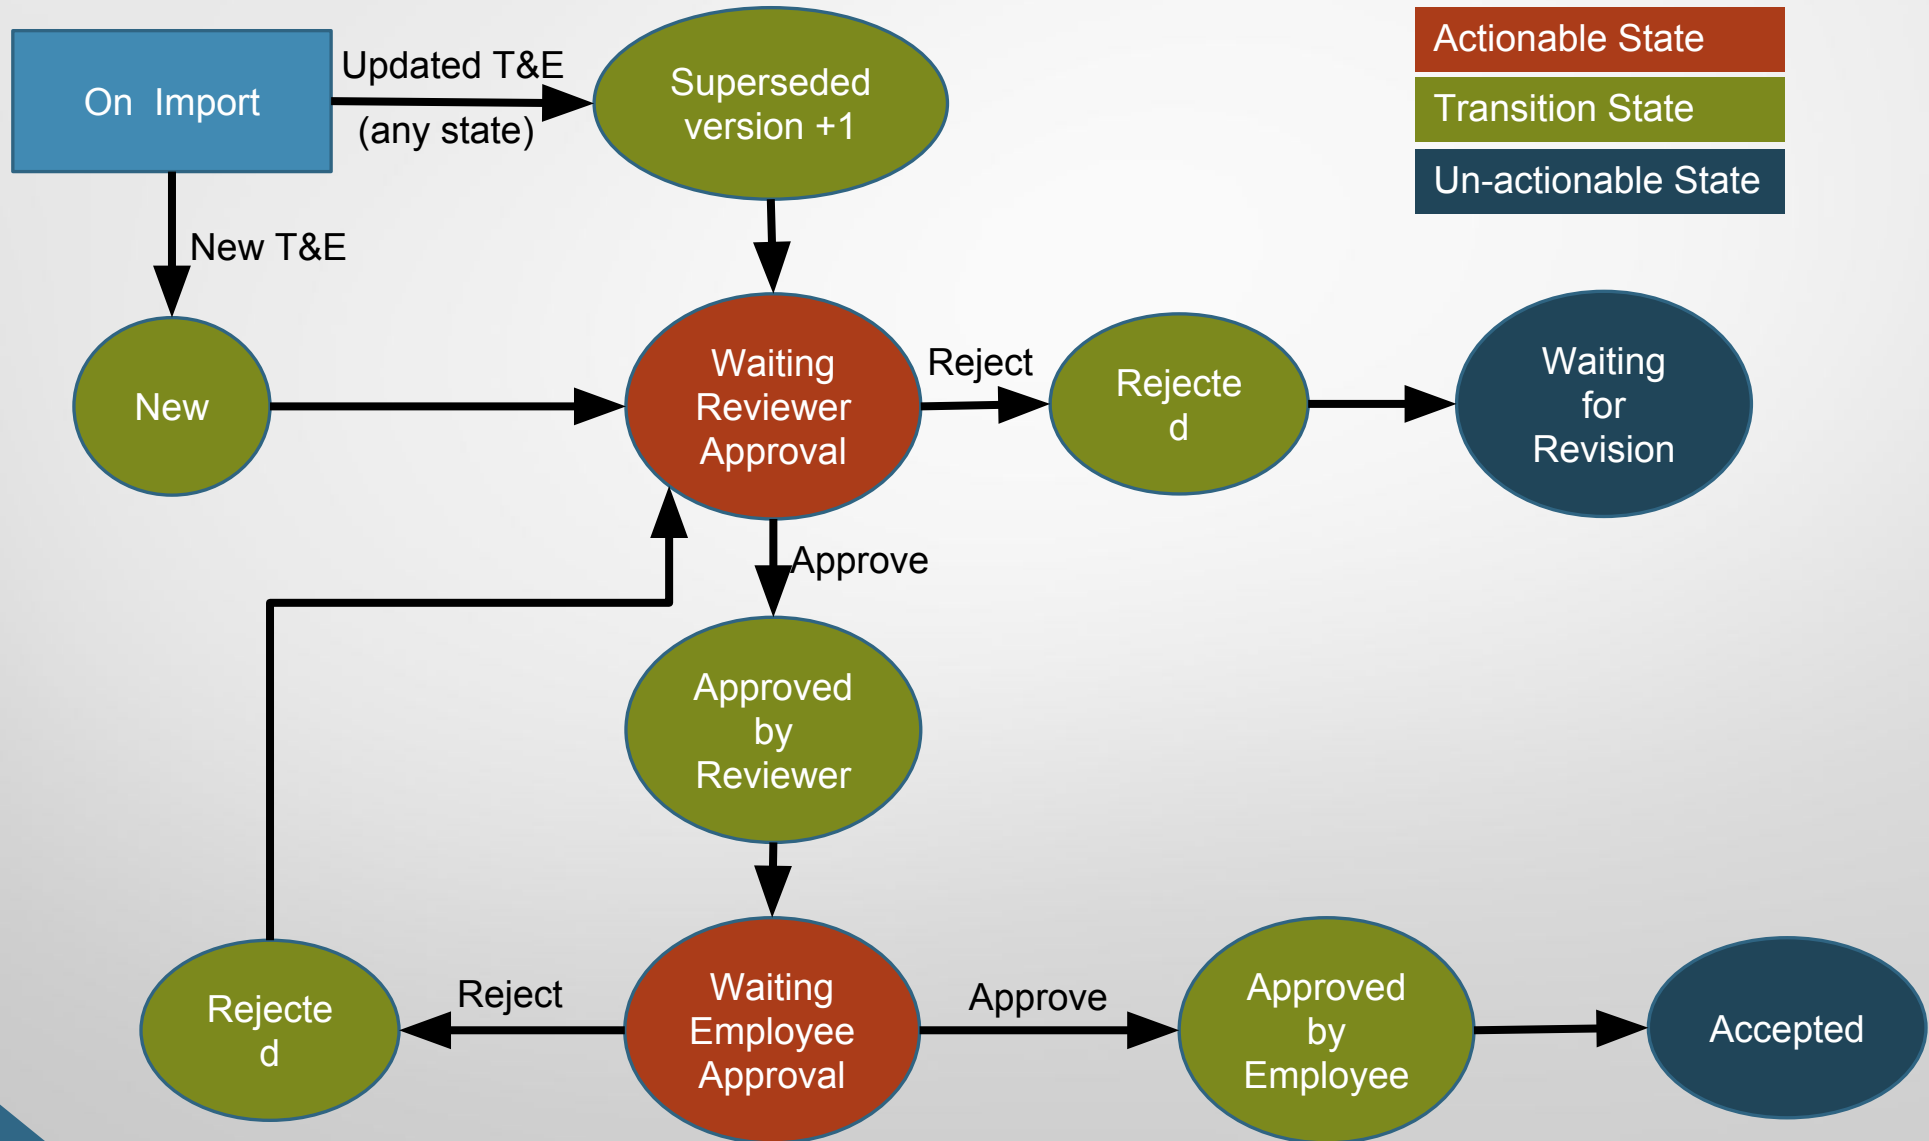 On  Import
Updated T&E
(any state)
Superseded
version +1
Actionable State
Transition State
Un-actionable State
New T&E
New
Waiting
Reviewer
Approval
Reject
Rejecte
d
Waiting
for
Revision
Approve
Approved
by
Reviewer
Rejecte
d
Reject
Waiting
Employee
Approval
Approve
Approved
by
Employee
Accepted